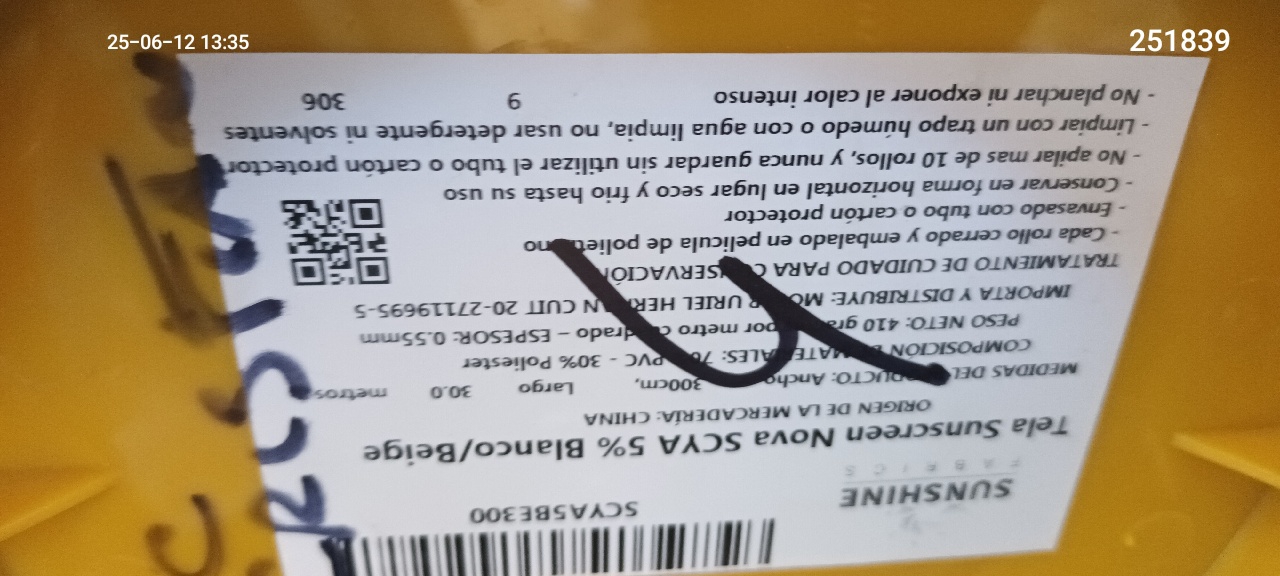 25-06-12 13:35
251839
SCYA5BE300
SUNSHINE
FABRICS
Tela Sunscreen Nova SCYA 5% Blanco/Beige
ORIGEN DE LA MERCADERÍA: CHINA
MEDIDAS DEL PRODUCTO: Ancho 300cm, Largo 30.0 metros
COMPOSICION DE MATERIALES: 70% PVC - 30% Poliester
PESO NETO: 410 gramos por metro cuadrado – ESPESOR: 0.55mm
IMPORTA Y DISTRIBUYE: URIEL HERNAN CUIT 20-27119695-5
TRATAMIENTO DE CUIDADO PARA CONSERVACIÓN
- Cada rollo cerrado y embalado en película de polietileno
- Envasado con tubo o cartón protector
- Conservar en forma horizontal en lugar seco y frío hasta su uso
- No apilar mas de 10 rollos, y nunca guardar sin utilizar el tubo o cartón protector
- Limpiar con un trapo húmedo o con agua limpia, no usar detergente ni solventes
- No planchar ni exponer al calor intenso 9 306